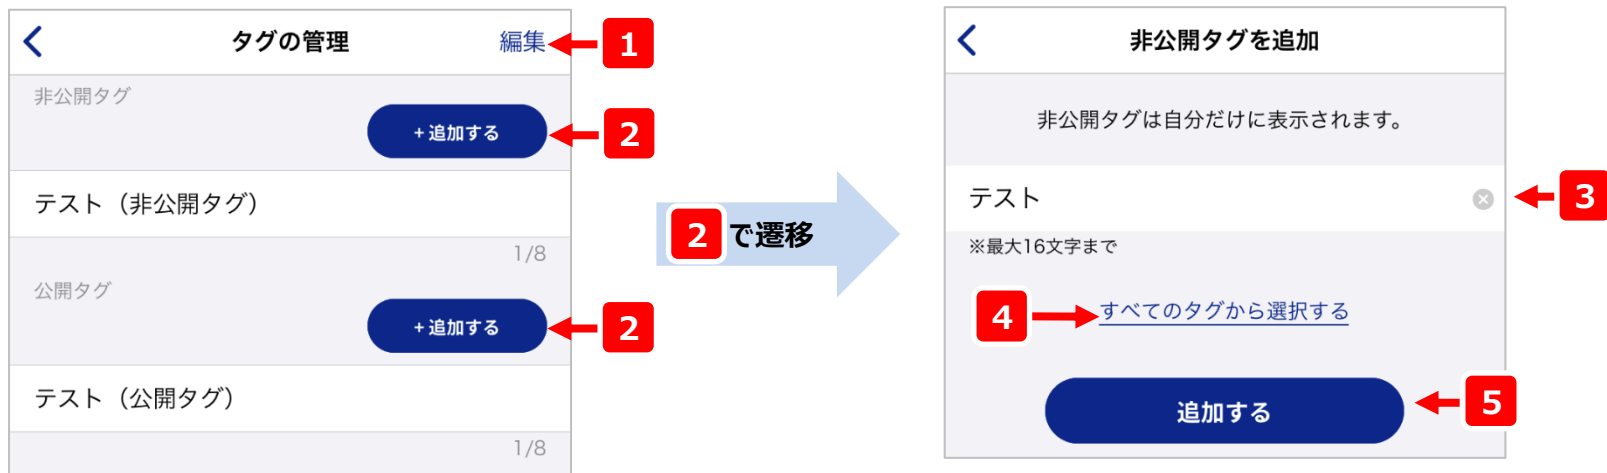 タグの管理 編集 1
非公開タグ
+ 追加する 2
テスト（非公開タグ）
1/8
公開タグ
+ 追加する 2
テスト（公開タグ）
1/8
2 で遷移
非公開タグを追加
非公開タグは自分だけに表示されます。
テスト 3
※最大16文字まで
4 すべてのタグから選択する
追加する 5